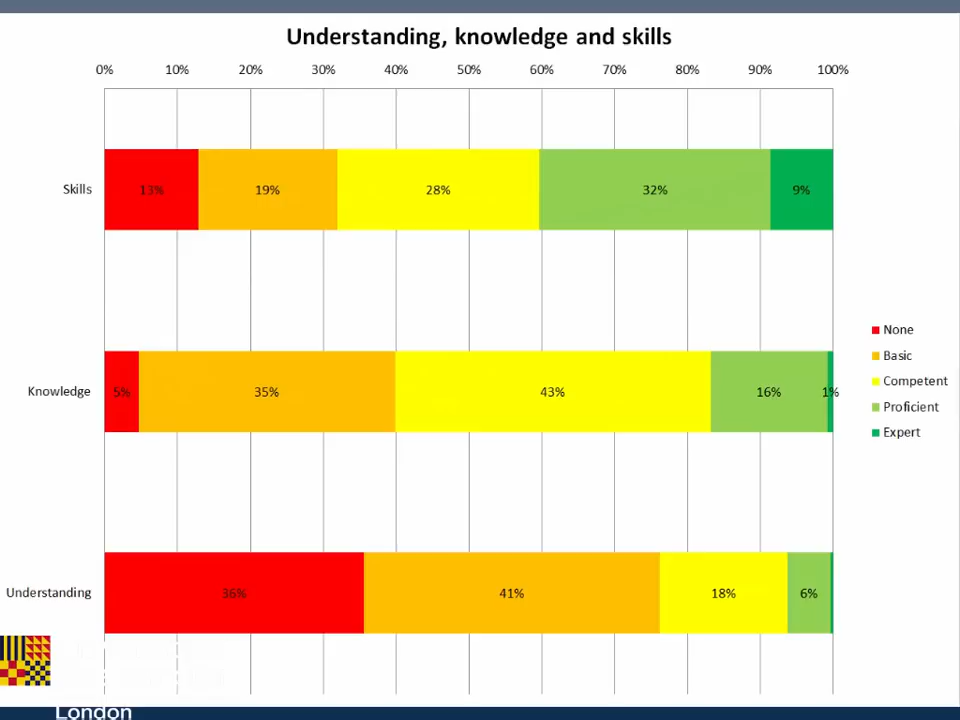 Understanding, knowledge and skills
0% 10% 20% 30% 40% 50% 60% 70% 80% 90% 100%
Skills 13% 19% 28% 32% 9%
None
Basic
Knowledge 5% 35% 43% 16% 1%
Competent
Proficient
Expert
Understanding 36% 41% 18% 6%
London